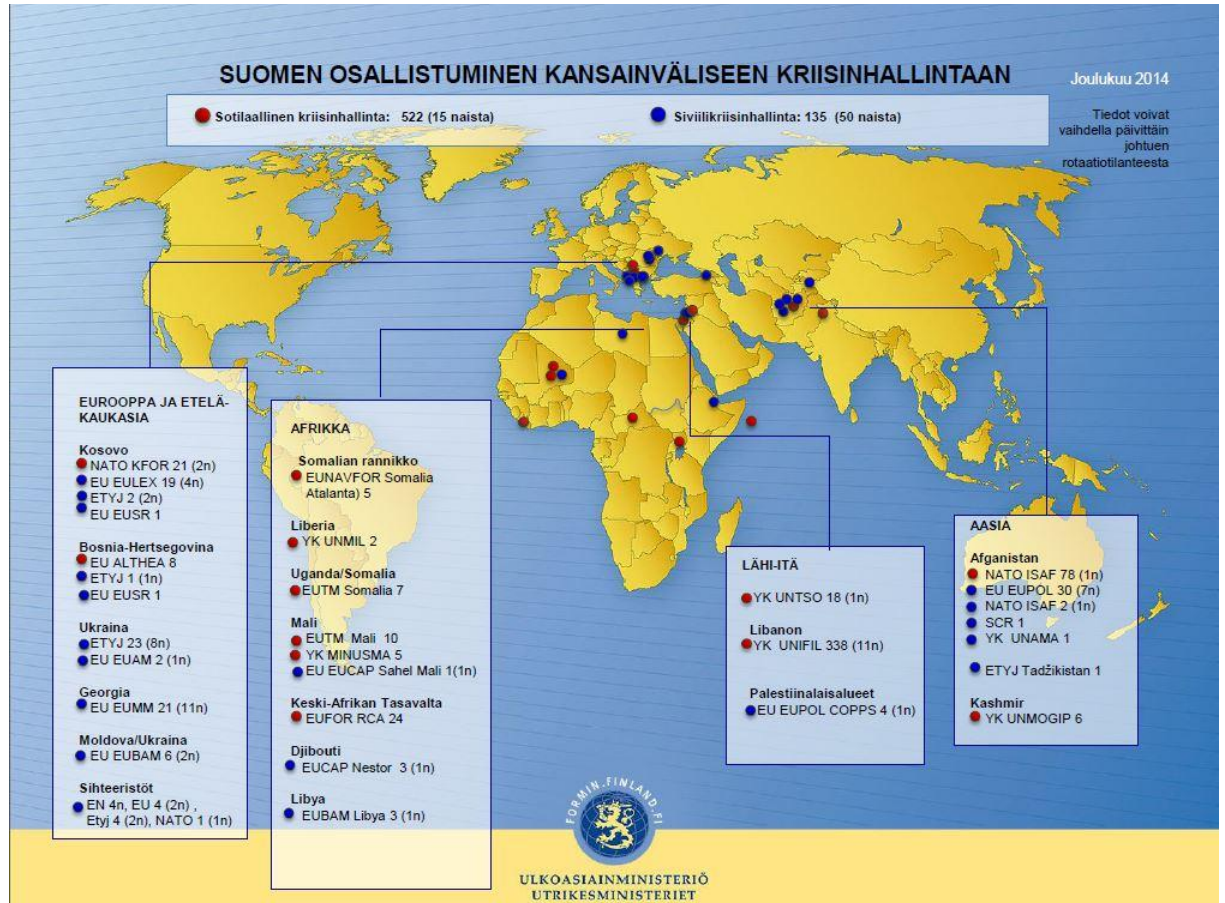 SUOMEN OSALLISTUMINEN KANSAINVÄLISEEN KRIISINHALLINTAAN
Joulukuu 2014
Sotilaallinen kriisinhallinta: 522 (15 naista)
Siviilikriisinhallinta: 135 (50 naista)
Tiedot voivat
vaihdella päivittäin
johtuen
rotaatiotilanteesta
EUROOPPA JA ETELÄ-
KAUKASIA
Kosovo
NATO KFOR 21 (2n)
EU EULEX 19 (4n)
ETYJ 2 (2n)
EU EUSR 1
Bosnia-Hertsegovina
EU ALTHEA 8
ETYJ 1 (1n)
EU EUSR 1
Ukraina
ETYJ 23 (8n)
EU EUAM 2 (1n)
Georgia
EU EUMM 21 (11n)
Moldova/Ukraina
EU EUBAM 6 (2n)
Sihteeristöt
EN 4n, EU 4 (2n) ,
Etyj 4 (2n), NATO 1 (1n)
AFRIKKA
Somalian rannikko
EUNAVFOR Somalia
Atalanta) 5
Liberia
YK UNMIL 2
Uganda/Somalia
EUTM Somalia 7
Mali
EUTM Mali 10
YK MINUSMA 5
EU EUCAP Sahel Mali 1(1n)
Keski-Afrikan Tasavalta
EUFOR RCA 24
Djibouti
EUCAP Nestor 3 (1n)
Libya
EUBAM Libya 3 (1n)
LÄHI-ITÄ
YK UNTSO 18 (1n)
Libanon
YK UNIFIL 338 (11n)
Palestiinalaisalueet
EU EUPOL COPPS 4 (1n)
AASIA
Afganistan
NATO ISAF 78 (1n)
EU EUPOL 30 (7n)
NATO ISAF 2 (1n)
SCR 1
YK UNAMA 1
ETYJ Tadžikistan 1
Kashmir
YK UNMOGIP 6
FORMIN.FINLAND.FI
ULKOASIAINMINISTERIÖ
UTRIKESMINISTERIET